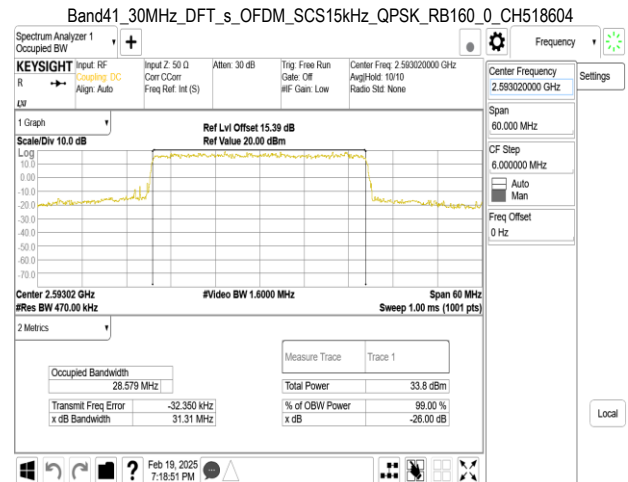 Band41_30MHz_DFT_s_OFDM_SCS15kHz_QPSK_RB160_0_CH518604
Spectrum Analyzer 1
Occupied BW
Frequency
KEYSIGHT
R
LXI
Input: RF
Coupling: DC
Align: Auto
Input Z: 50 Ω
Corr CCorr
Freq Ref: Int (S)
Atten: 30 dB
Trig: Free Run
Gate: Off
#IF Gain: Low
Center Freq: 2.593020000 GHz
Avg|Hold: 10/10
Radio Std: None
Center Frequency
2.593020000 GHz
Settings
Span
60.000 MHz
CF Step
6.000000 MHz
Auto
Man
Freq Offset
0 Hz
Local
1 Graph
Scale/Div 10.0 dB
Ref Lvl Offset 15.39 dB
Ref Value 20.00 dBm
Log
10.0
0.00
-10.0
-20.0
-30.0
-40.0
-50.0
-60.0
-70.0
Center 2.59302 GHz
#Video BW 1.6000 MHz
Span 60 MHz
#Res BW 470.00 kHz
Sweep 1.00 ms (1001 pts)
2 Metrics
Measure Trace
Trace 1
Occupied Bandwidth
28.579 MHz
Total Power
33.8 dBm
Transmit Freq Error
-32.350 kHz
% of OBW Power
99.00 %
x dB Bandwidth
31.31 MHz
x dB
-26.00 dB
?
Feb 19, 2025
7:18:51 PM